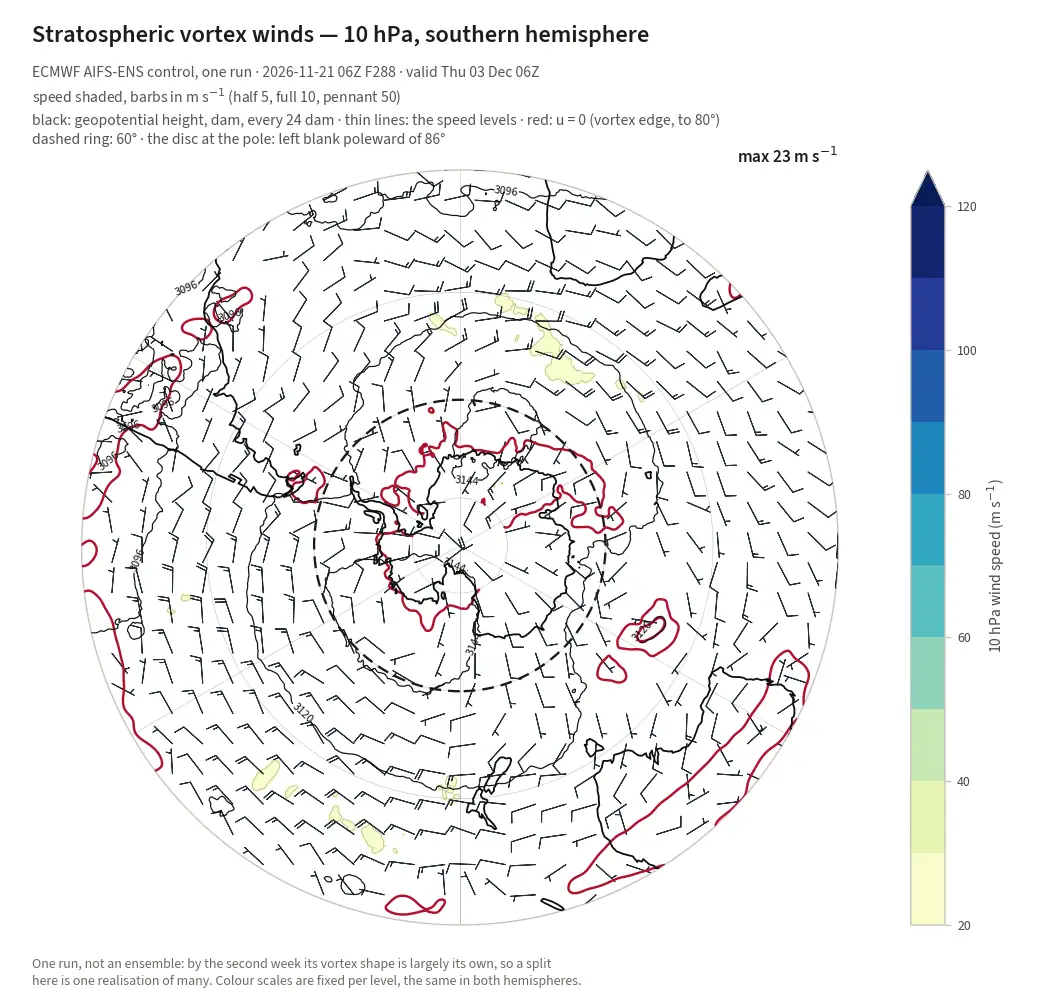 Stratospheric vortex winds — 10 hPa, southern hemisphere
ECMWF AIFS-ENS control, one run · 2026-11-21 06Z F288 · valid Thu 03 Dec 06Z
speed shaded, barbs in m s⁻¹ (half 5, full 10, pennant 50)
black: geopotential height, dam, every 24 dam · thin lines: the speed levels · red: u = 0 (vortex edge, to 80°)
dashed ring: 60° · the disc at the pole: left blank poleward of 86°
max 23 m s⁻¹
3096
120
3096
3096
100
3096
3096
3096
3144
80
10 hPa wind speed (m s⁻¹)
3096
3144
3120
60
3120
40
20
One run, not an ensemble: by the second week its vortex shape is largely its own, so a split
here is one realisation of many. Colour scales are fixed per level, the same in both hemispheres.